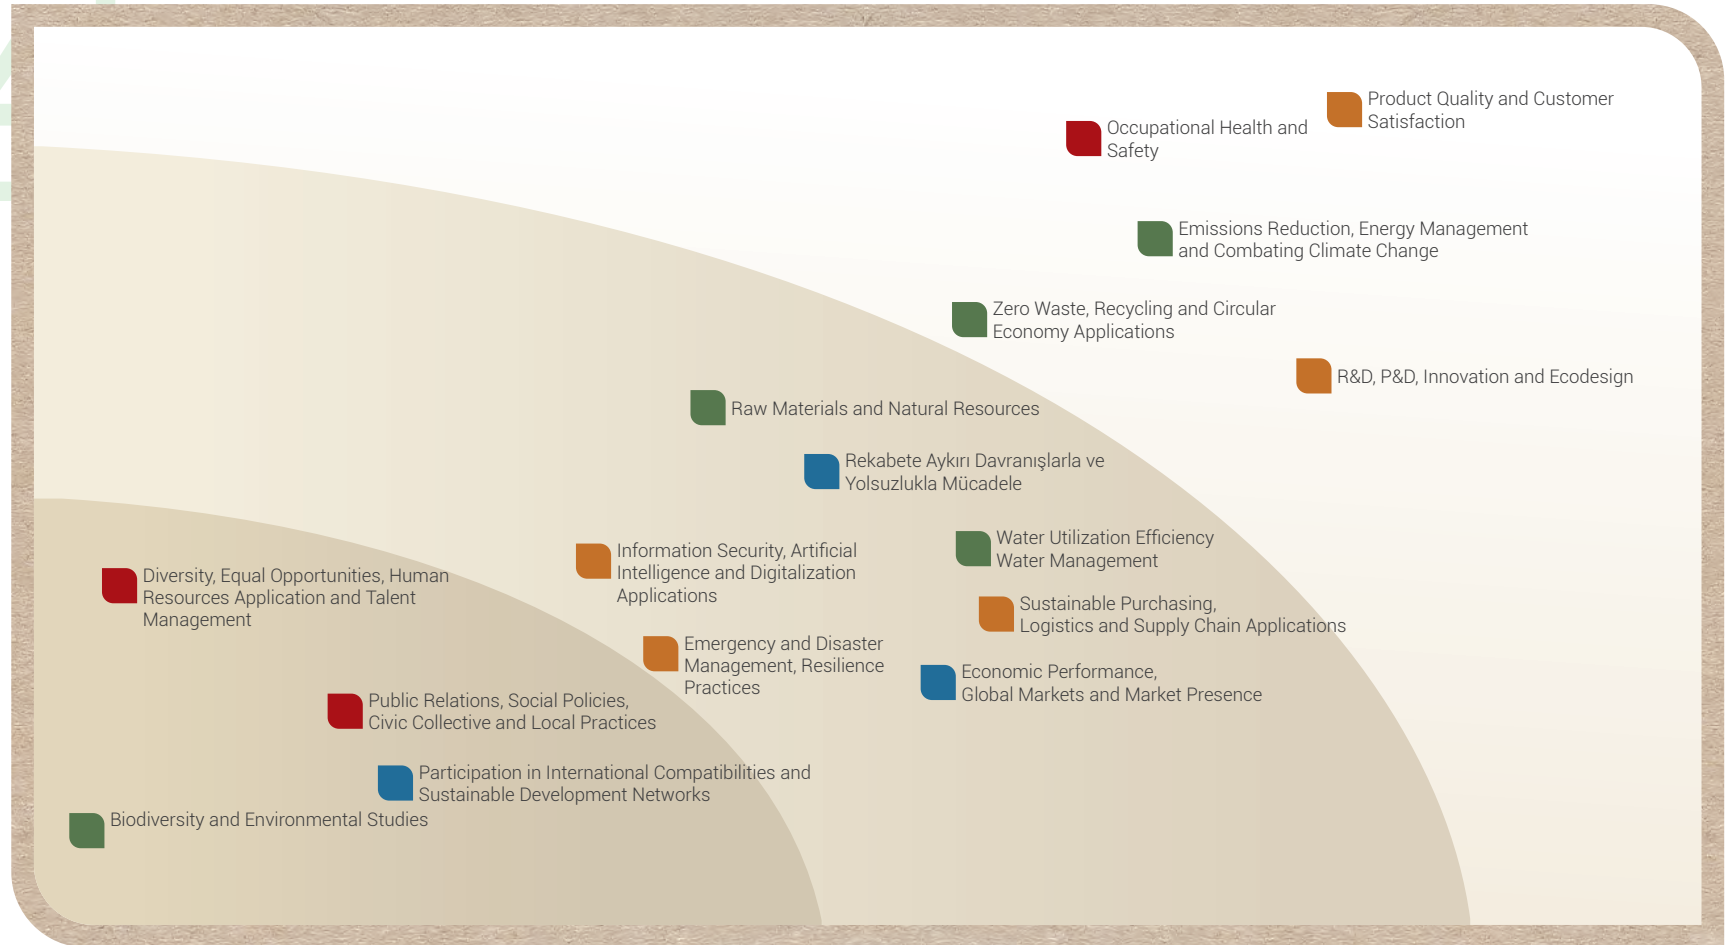 Product Quality and Customer
Satisfaction
Occupational Health and
Safety
Emissions Reduction, Energy Management
and Combating Climate Change
Zero Waste, Recycling and Circular
Economy Applications
R&D, P&D, Innovation and Ecodesign
Raw Materials and Natural Resources
Rekabete Aykırı Davranışlarla ve
Yolsuzlukla Mücadele
Water Utilization Efficiency
Water Management
Information Security, Artificial
Intelligence and Digitalization
Applications
Diversity, Equal Opportunities, Human
Resources Application and Talent
Management
Sustainable Purchasing,
Logistics and Supply Chain Applications
Emergency and Disaster
Management, Resilience
Practices
Economic Performance,
Global Markets and Market Presence
Public Relations, Social Policies,
Civic Collective and Local Practices
Participation in International Compatibilities and
Sustainable Development Networks
Biodiversity and Environmental Studies